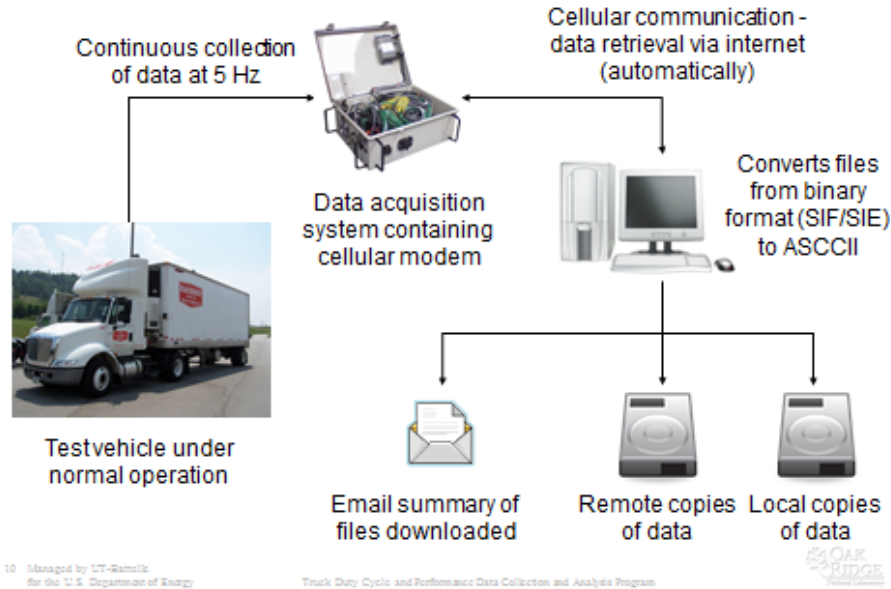 Continuous collection
of data at 5 Hz
Cellular communication -
data retrieval via internet
(automatically)
Data acquisition
system containing
cellular modem
Converts files
from binary
format (SIF/SIE)
to ASCCII
Test vehicle under
normal operation
Email summary of
files downloaded
Remote copies
of data
Local copies
of data
10 Managed by UT-Battelle
for the U.S. Department of Energy
Truck Duty Cycle and Performance Data Collection and Analysis Program
OAK
RIDGE
National Laboratory